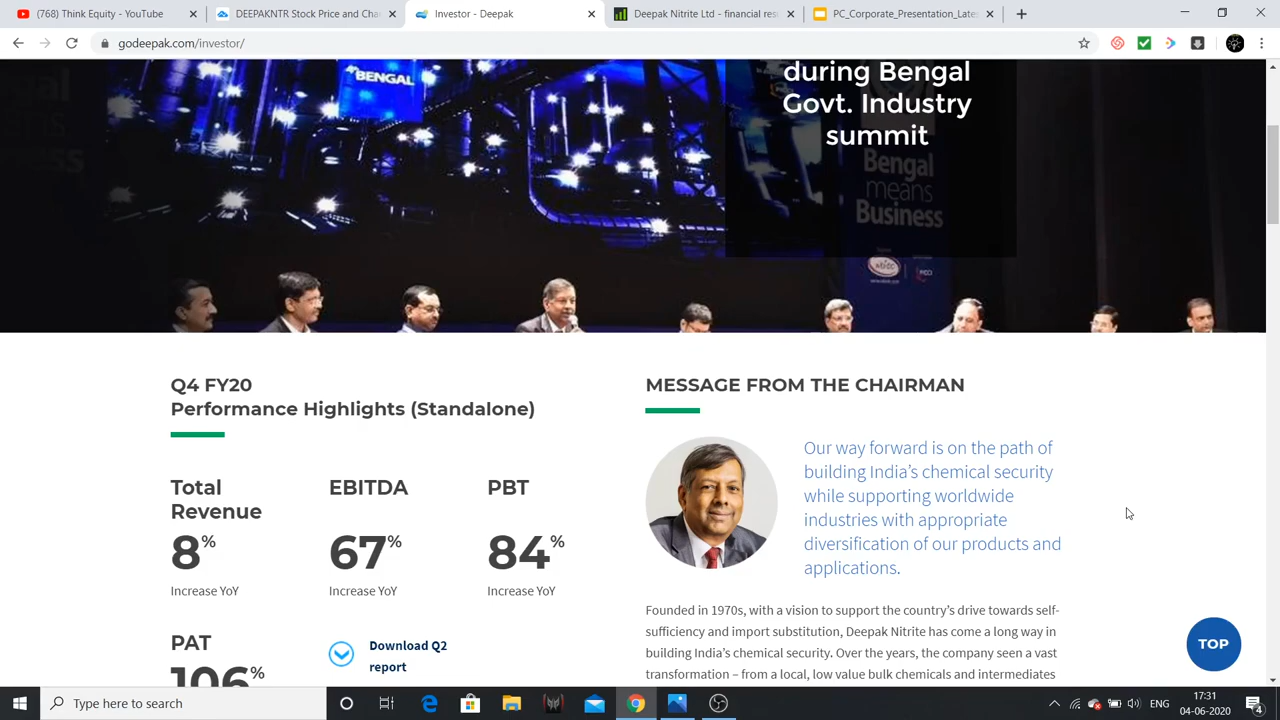 (768) Think Equity - YouTube
DEEPAKNTR Stock Price and Cha
Investor - Deepak
Deepak Nitrite Ltd - financial res
PC_Corporate_Presentation_Late
godeepak.com/investor/
BENGAL
during Bengal
Govt. Industry
summit
Bengal
means
Business
Q4 FY20
Performance Highlights (Standalone)
Total
Revenue
8%
Increase YoY
EBITDA
67%
Increase YoY
PBT
84%
Increase YoY
PAT
106%
Download Q2
report
MESSAGE FROM THE CHAIRMAN
Our way forward is on the path of
building India’s chemical security
while supporting worldwide
industries with appropriate
diversification of our products and
applications.
Founded in 1970s, with a vision to support the country’s drive towards self-
sufficiency and import substitution, Deepak Nitrite has come a long way in
building India’s chemical security. Over the years, the company seen a vast
transformation – from a local, low value bulk chemicals and intermediates
TOP
Type here to search
ENG
17:31
04-06-2020
4